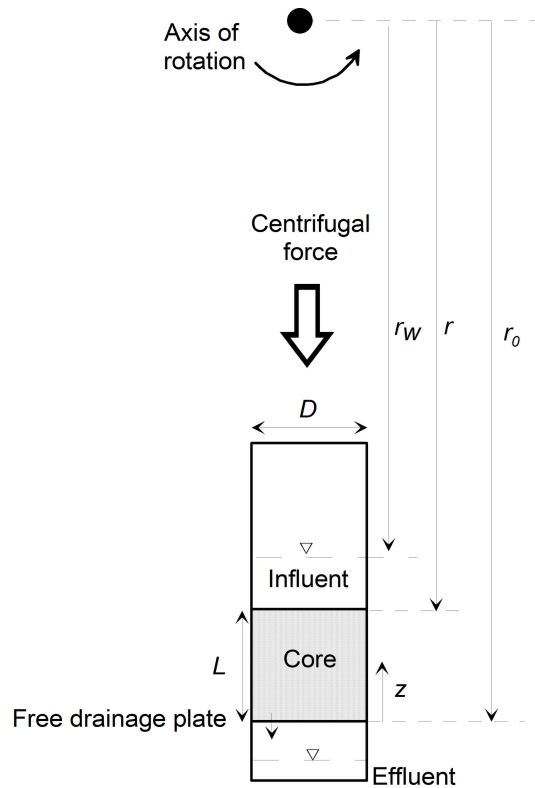 Axis of
rotation
Centrifugal
force
rw
r
r₀
D
Influent
L
Core
z
Free drainage plate
Effluent